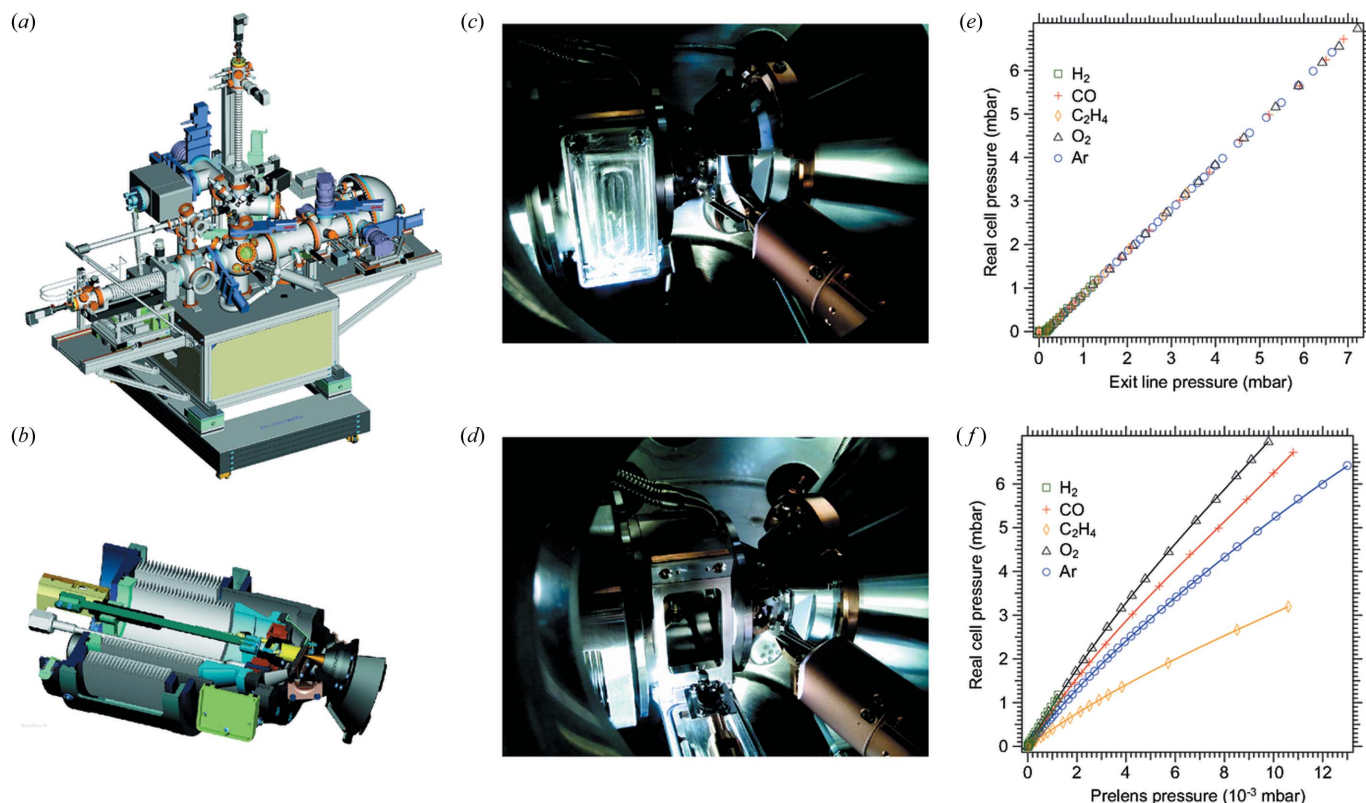 (a)
(b)
(c)
(d)
(e)
Real cell pressure (mbar)
6
5
4
3
2
1
0
H2
CO
C2H4
O2
Ar
0 1 2 3 4 5 6 7
Exit line pressure (mbar)
(f)
Real cell pressure (mbar)
6
5
4
3
2
1
0
H2
CO
C2H4
O2
Ar
0 2 4 6 8 10 12
Prelens pressure (10⁻³ mbar)